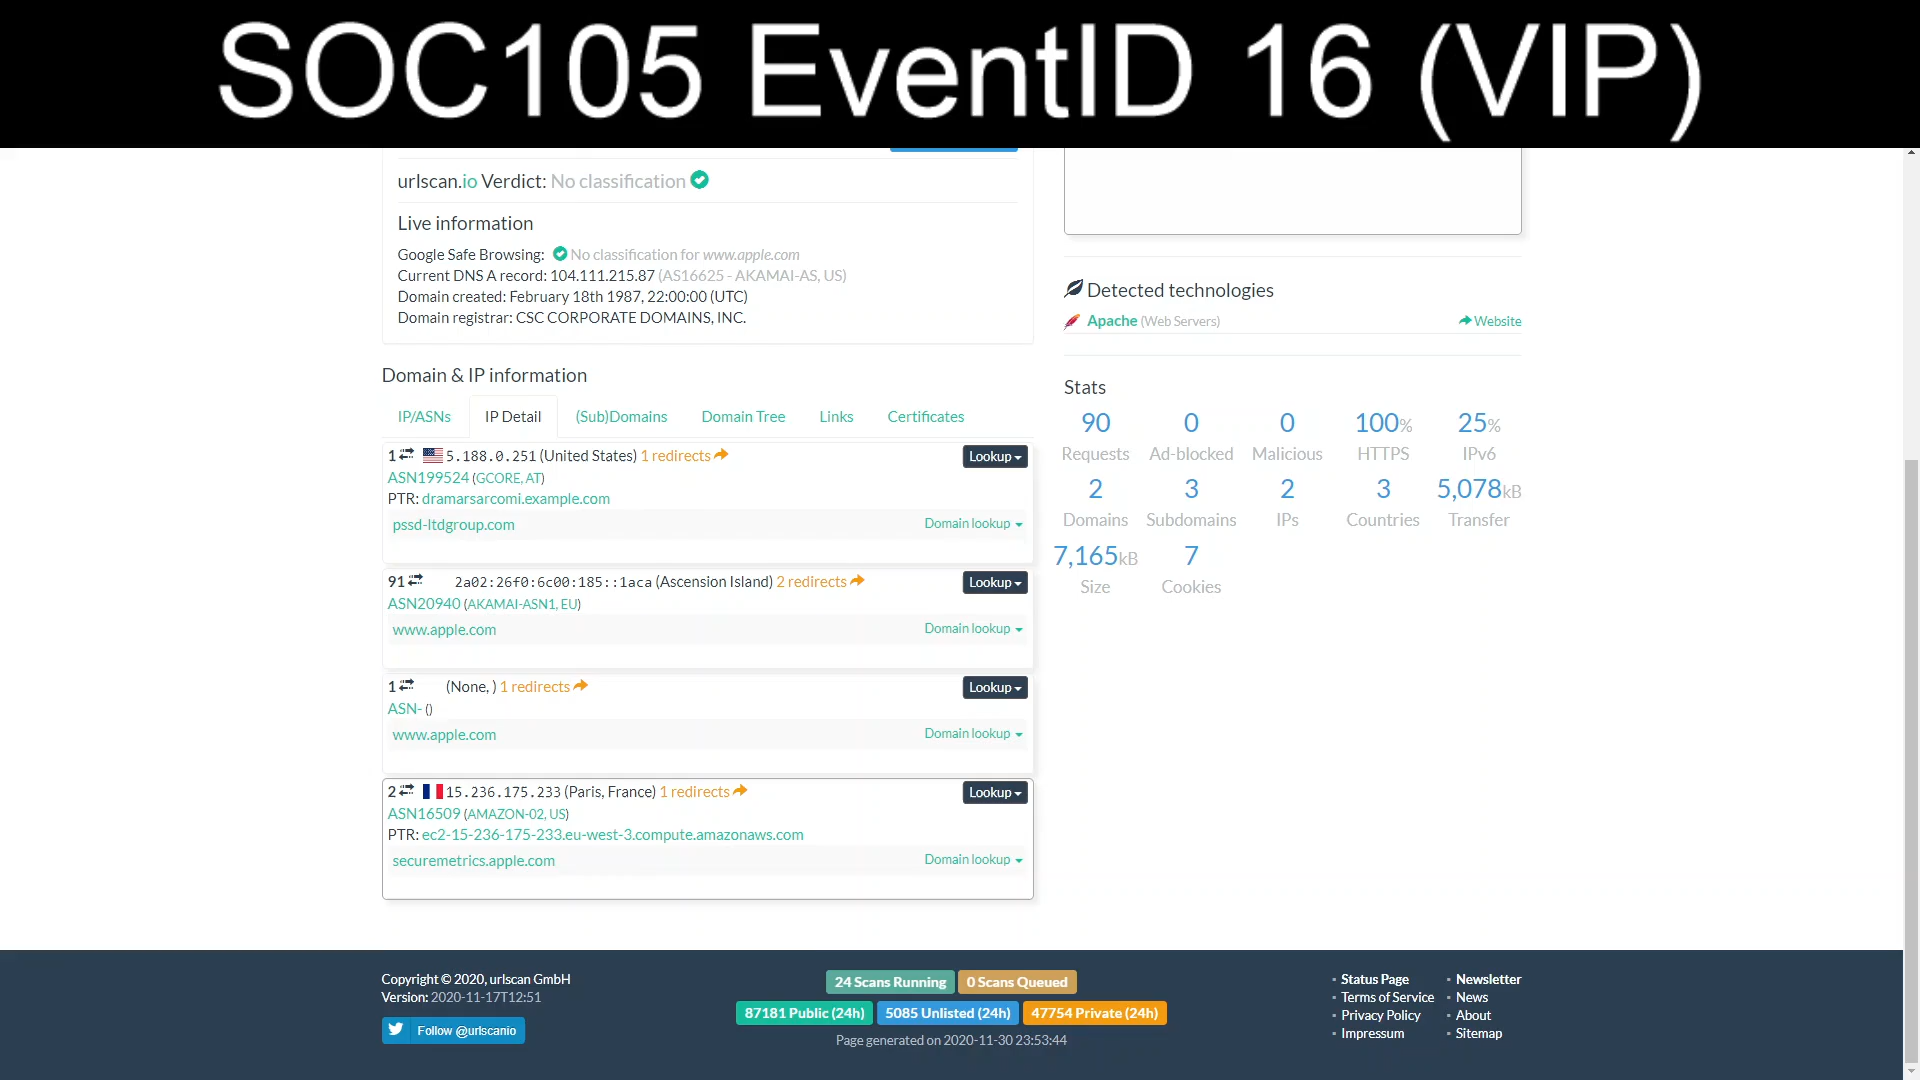 SOC105 EventID 16 (VIP)
urlscan.io Verdict: No classification
Live information
Google Safe Browsing: No classification for www.apple.com
Current DNS A record: 104.111.215.87 (AS16625 - AKAMAI-AS, US)
Domain created: February 18th 1987, 22:00:00 (UTC)
Domain registrar: CSC CORPORATE DOMAINS, INC.
Domain & IP information
IP/ASNs IP Detail (Sub)Domains Domain Tree Links Certificates
1 5.188.0.251 (United States) 1 redirects Lookup
ASN199524 (GCORE, AT)
PTR: dramarsarcomi.example.com
pssd-ltdgroup.com Domain lookup
91 2a02:26f0:6c00:185::1aca (Ascension Island) 2 redirects Lookup
ASN20940 (AKAMAI-ASN1, EU)
www.apple.com Domain lookup
1 (None, ) 1 redirects Lookup
ASN- ()
www.apple.com Domain lookup
2 15.236.175.233 (Paris, France) 1 redirects Lookup
ASN16509 (AMAZON-02, US)
PTR: ec2-15-236-175-233.eu-west-3.compute.amazonaws.com
securemetrics.apple.com Domain lookup
Detected technologies
Apache (Web Servers) Website
Stats
90 0 0 100% 25%
Requests Ad-blocked Malicious HTTPS IPv6
2 3 2 3 5,078kB
Domains Subdomains IPs Countries Transfer
7,165kB 7
Size Cookies
Copyright © 2020, urlscan GmbH
Version: 2020-11-17T12:51
Follow @urlscanio
24 Scans Running 0 Scans Queued
87181 Public (24h) 5085 Unlisted (24h) 47754 Private (24h)
Page generated on 2020-11-30 23:53:44
Status Page Newsletter
Terms of Service News
Privacy Policy About
Impressum Sitemap